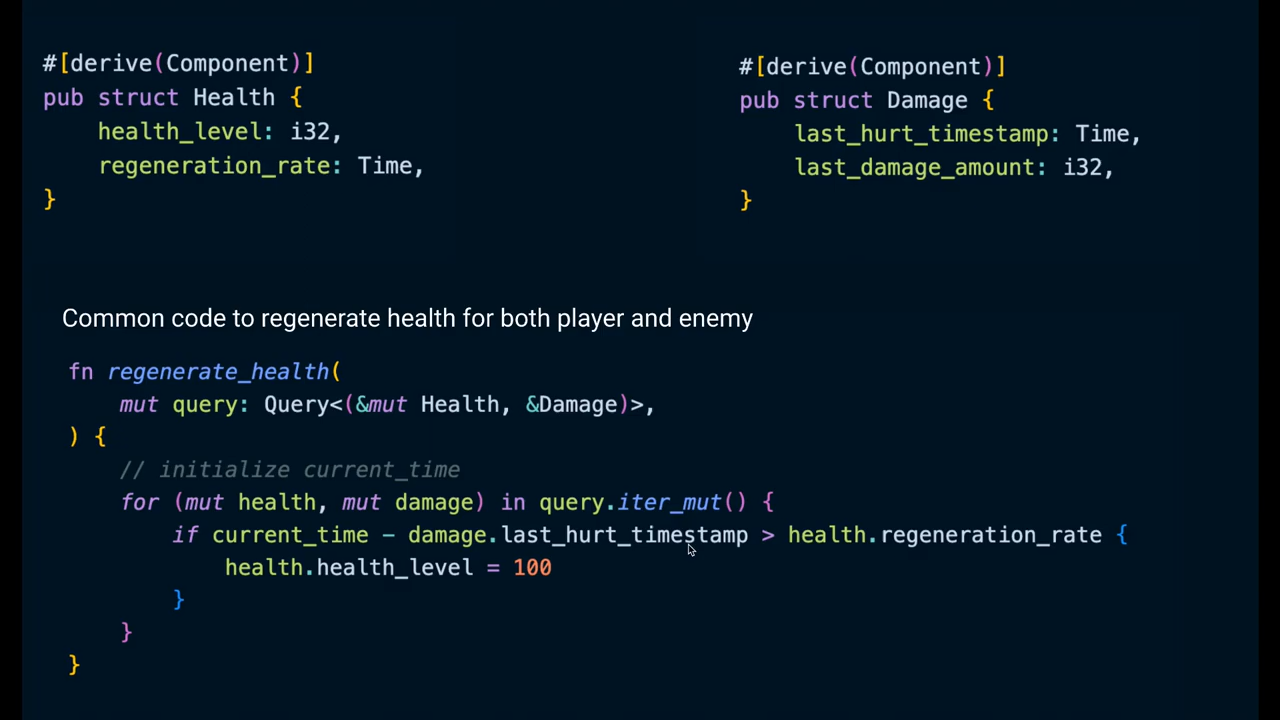 #[derive(Component)]
pub struct Health {
    health_level: i32,
    regeneration_rate: Time,
}
#[derive(Component)]
pub struct Damage {
    last_hurt_timestamp: Time,
    last_damage_amount: i32,
}
Common code to regenerate health for both player and enemy
fn regenerate_health(
    mut query: Query<(&mut Health, &Damage)>,
) {
    // initialize current_time
    for (mut health, mut damage) in query.iter_mut() {
        if current_time - damage.last_hurt_timestamp > health.regeneration_rate {
            health.health_level = 100
        }
    }
}